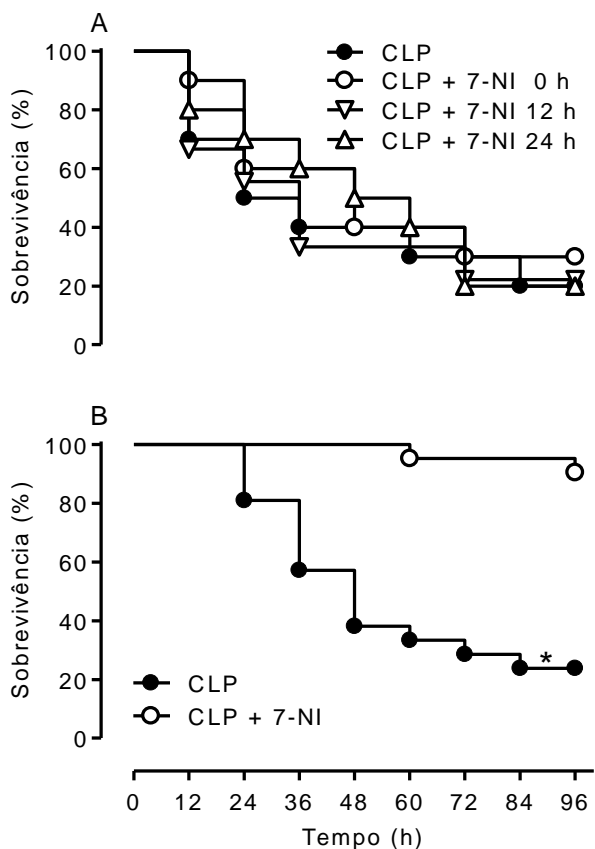 A
CLP
CLP + 7-NI 0 h
CLP + 7-NI 12 h
CLP + 7-NI 24 h
Sobrevivência (%)
100
80
60
40
20
0
B
Sobrevivência (%)
100
80
60
40
20
0
*
CLP
CLP + 7-NI
0 12 24 36 48 60 72 84 96
Tempo (h)